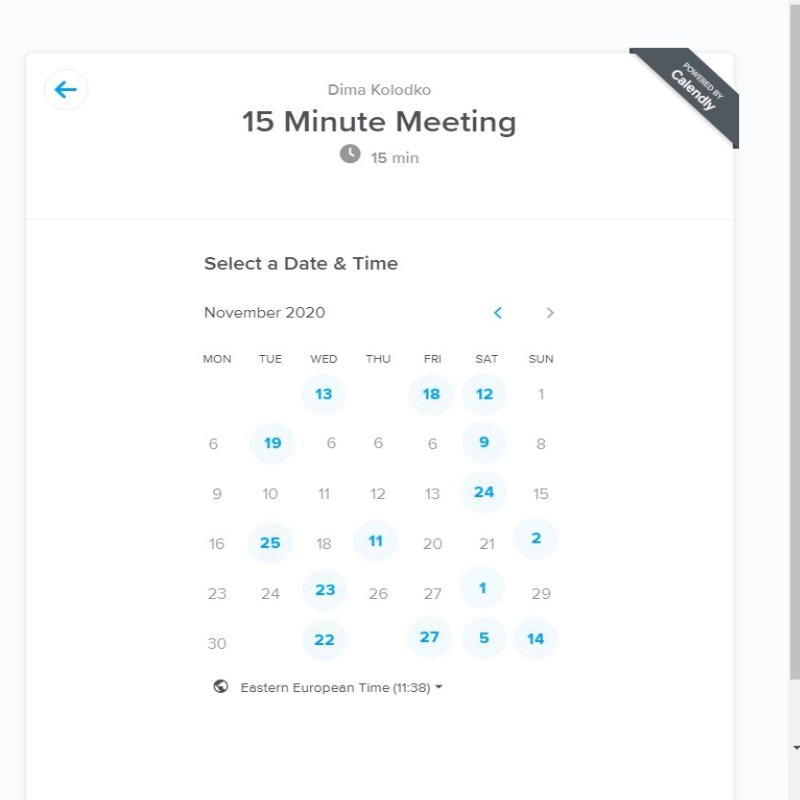 POWERED BY
Calendly
Dima Kolodko
15 Minute Meeting
15 min
Select a Date & Time
November 2020
MON TUE WED THU FRI SAT SUN
13 18 12 1
6 19 6 6 6 9 8
9 10 11 12 13 24 15
16 25 18 11 20 21 2
23 24 23 26 27 1 29
30 22 27 5 14
Eastern European Time (11:38)